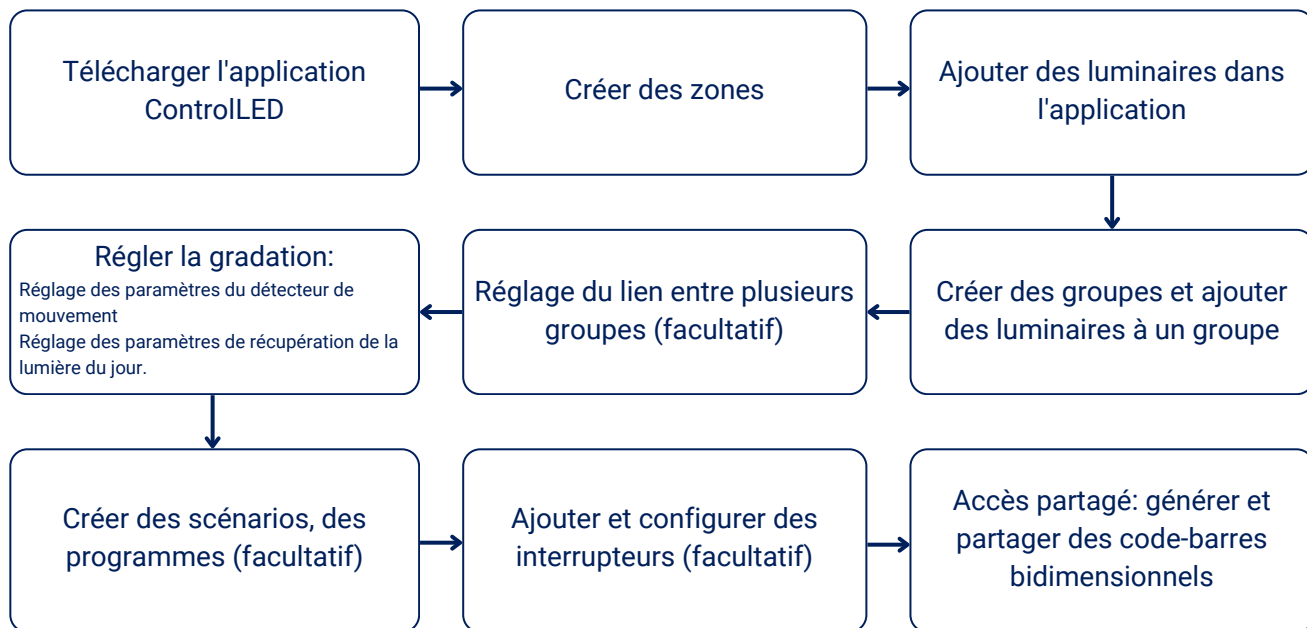 Télécharger l'application
ControlLED
Créer des zones
Ajouter des luminaires dans
l'application
Créer des groupes et ajouter
des luminaires à un groupe
Réglage du lien entre plusieurs
groupes (facultatif)
Régler la gradation:
Réglage des paramètres du détecteur de
mouvement
Réglage des paramètres de récupération de la
lumière du jour.
Créer des scénarios, des
programmes (facultatif)
Ajouter et configurer des
interrupteurs (facultatif)
Accès partagé: générer et
partager des code-barres
bidimensionnels